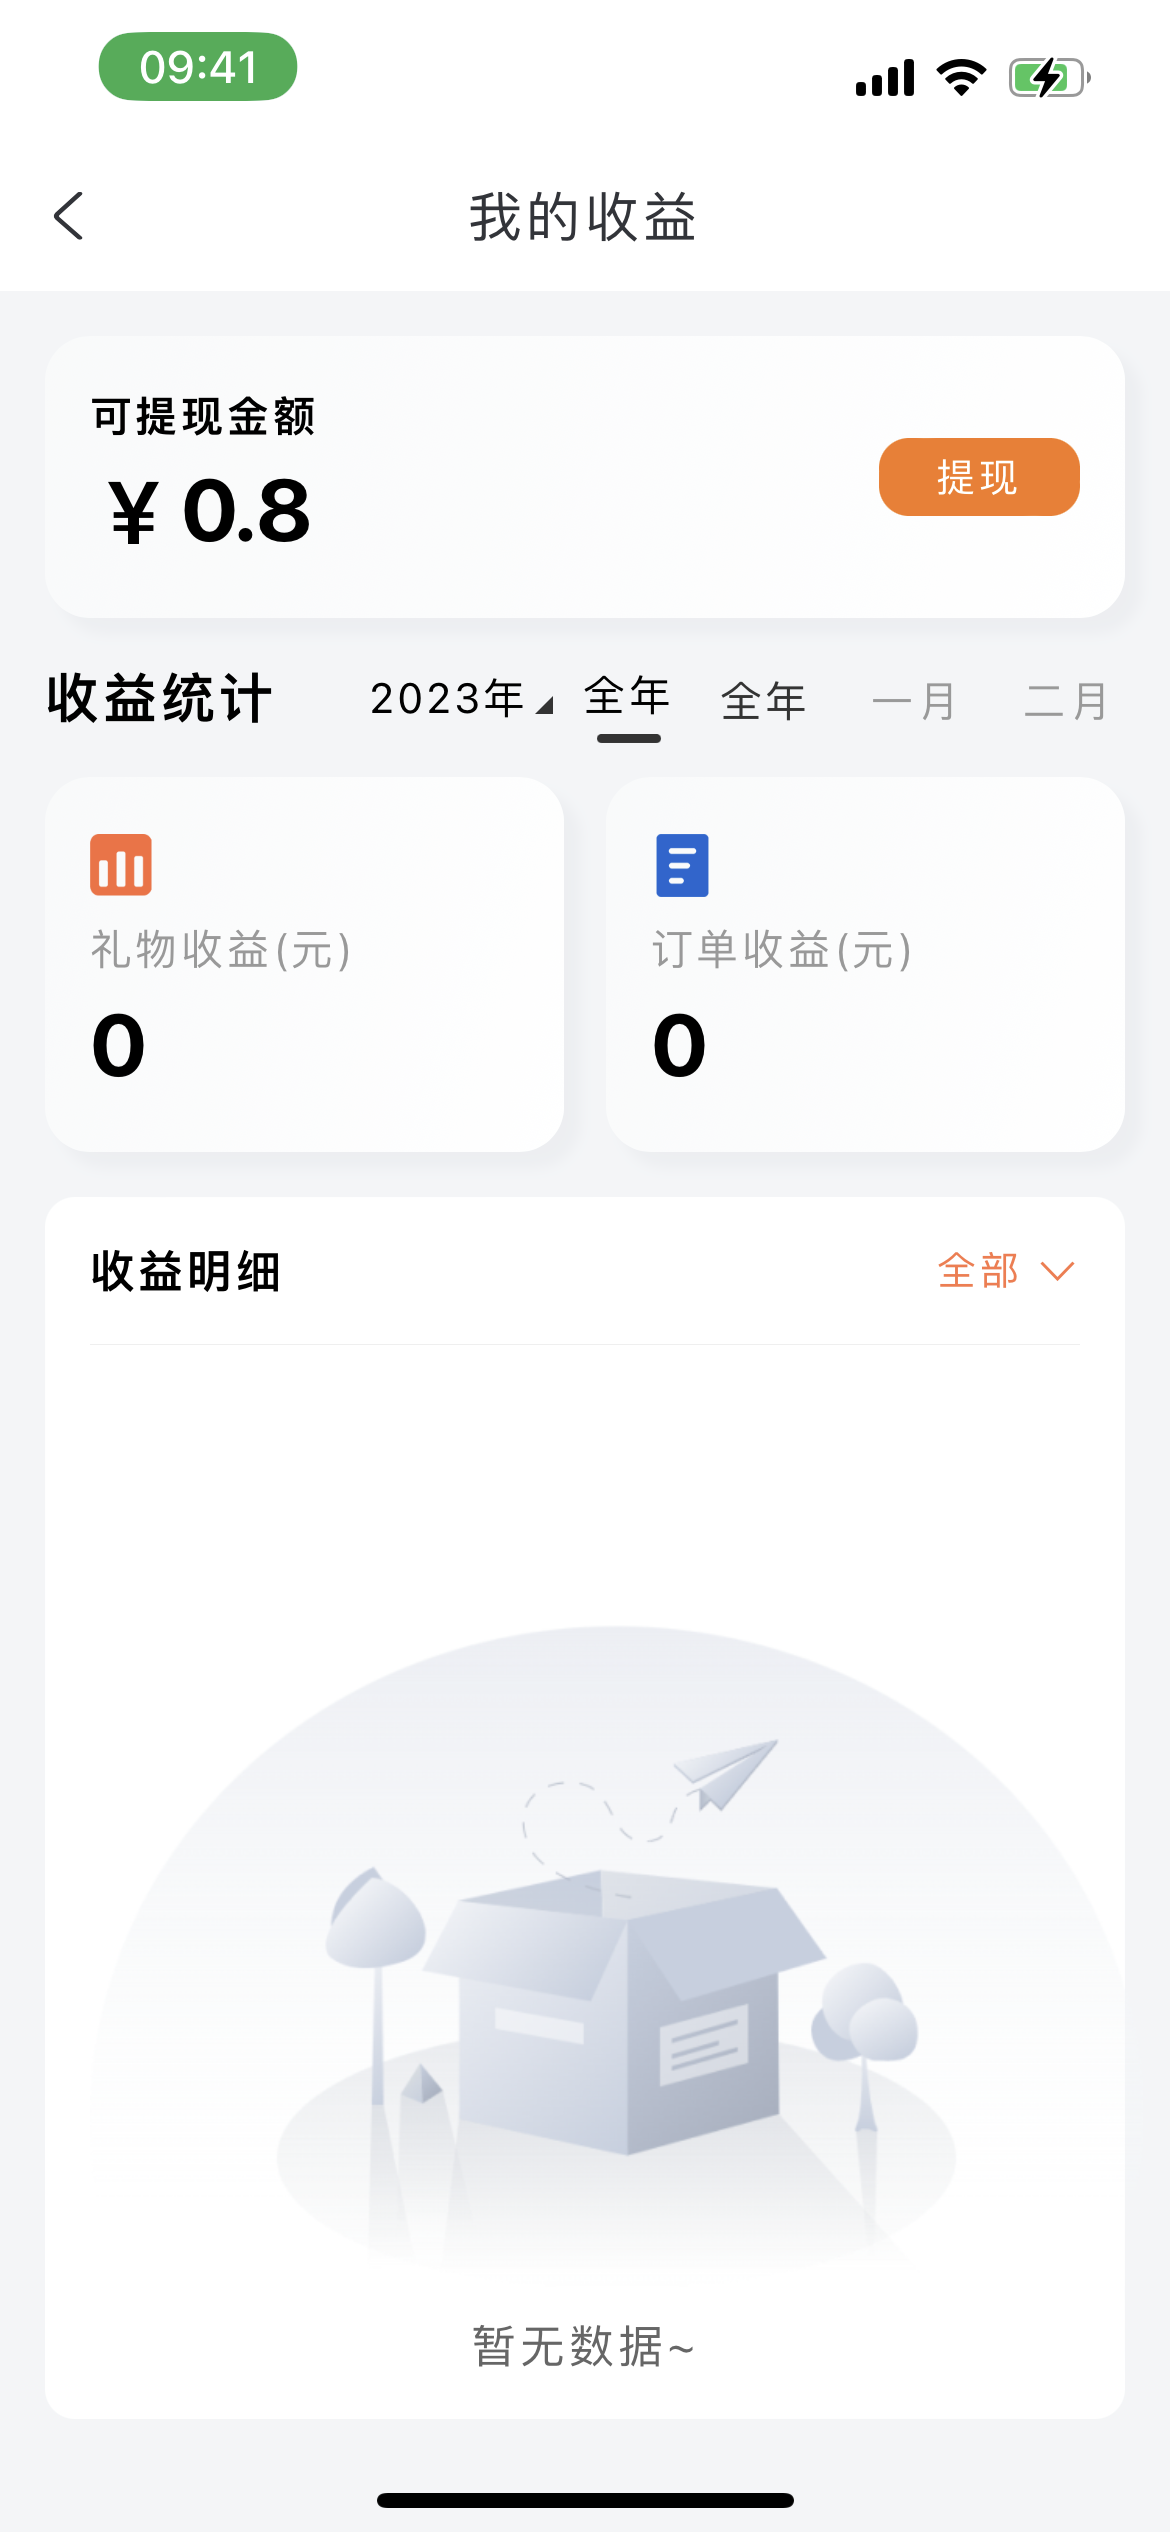 09:41
我的收益
可提现金额
¥ 0.8
提现
收益统计 2023年 全年 全年 一月 二月
礼物收益(元) 订单收益(元)
0 0
收益明细 全部
暂无数据~